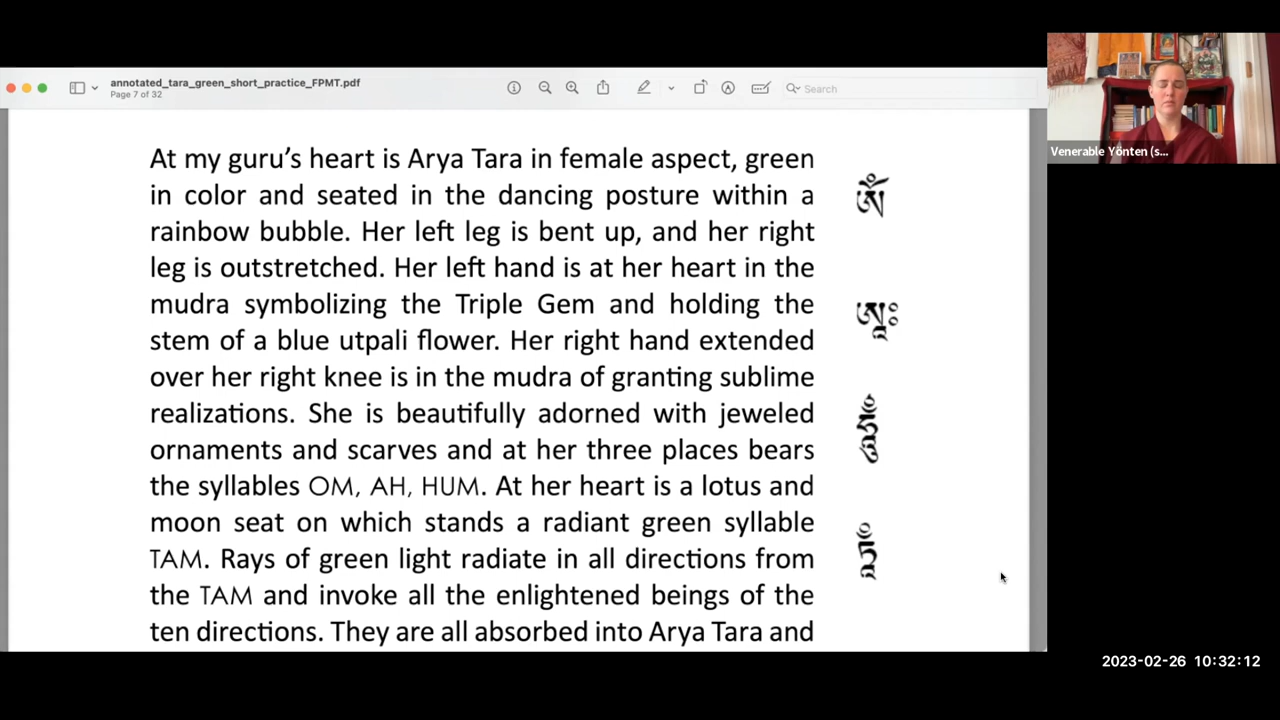 annotated_tara_green_short_practice_FPMT.pdf
Page 7 of 32
Search
At my guru’s heart is Arya Tara in female aspect, green
in color and seated in the dancing posture within a
rainbow bubble. Her left leg is bent up, and her right
leg is outstretched. Her left hand is at her heart in the
mudra symbolizing the Triple Gem and holding the
stem of a blue utpali flower. Her right hand extended
over her right knee is in the mudra of granting sublime
realizations. She is beautifully adorned with jeweled
ornaments and scarves and at her three places bears
the syllables OM, AH, HUM. At her heart is a lotus and
moon seat on which stands a radiant green syllable
TAM. Rays of green light radiate in all directions from
the TAM and invoke all the enlightened beings of the
ten directions. They are all absorbed into Arya Tara and
ༀ
ཨཱཿ
ཧཱུྃ
ཏཱྃ
Venerable Yönten (s...
2023-02-26 10:32:12